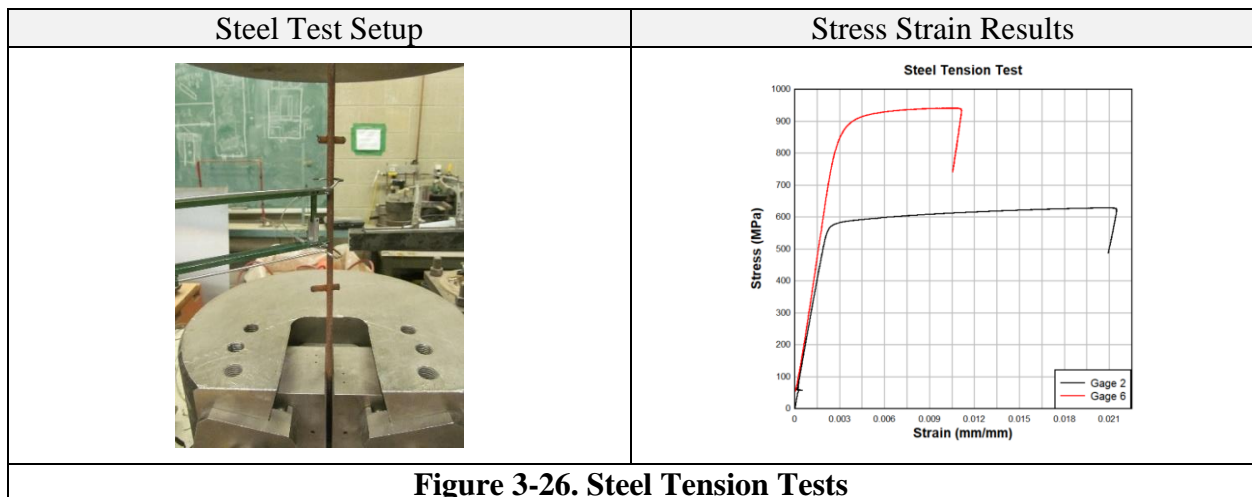 Steel Test Setup
Stress Strain Results
Steel Tension Test
Stress (MPa)
1000
900
800
700
600
500
400
300
200
100
0
0 0.003 0.006 0.009 0.012 0.015 0.018 0.021
Strain (mm/mm)
Gage 2
Gage 6
Figure 3-26. Steel Tension Tests